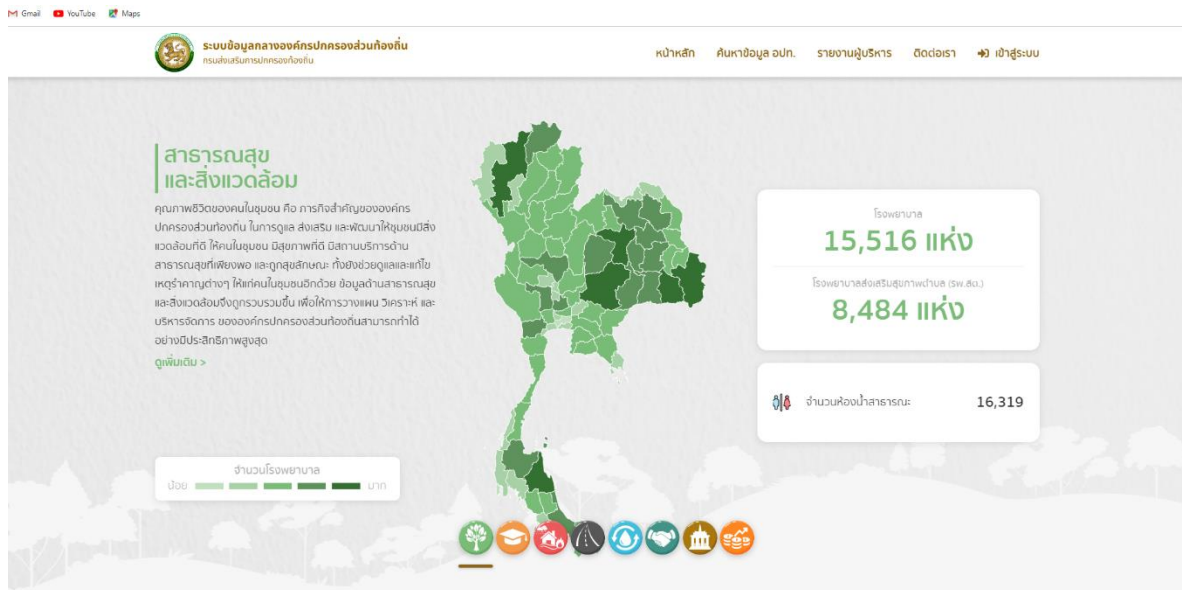 Gmail YouTube Maps
ระบบข้อมูลกลางองค์กรปกครองส่วนท้องถิ่น
กรมส่งเสริมการปกครองท้องถิ่น
หน้าหลัก ค้นหาข้อมูล อปท. รายงานผู้บริหาร ติดต่อเรา เข้าสู่ระบบ
สาธารณสุข
และสิ่งแวดล้อม
คุณภาพชีวิตของคนในชุมชน คือ ภารกิจสำคัญขององค์กร
ปกครองส่วนท้องถิ่น ในการดูแล ส่งเสริม และพัฒนาให้ชุมชนมีสิ่ง
แวดล้อมที่ดี ให้คนในชุมชน มีสุขภาพที่ดี มีสถานบริการด้าน
สาธารณสุขที่เพียงพอ และถูกสุขลักษณะ ทั้งยังช่วยดูแลและแก้ไข
เหตุรำคาญต่างๆ ให้แก่คนในชุมชนอีกด้วย ข้อมูลด้านสาธารณสุข
และสิ่งแวดล้อมจึงถูกรวบรวมขึ้น เพื่อให้การวางแผน วิเคราะห์ และ
บริหารจัดการ ขององค์กรปกครองส่วนท้องถิ่นสามารถทำได้
อย่างมีประสิทธิภาพสูงสุด
ดูเพิ่มเติม >
โรงพยาบาล
15,516 แห่ง
โรงพยาบาลส่งเสริมสุขภาพตำบล (รพ.สต.)
8,484 แห่ง
จำนวนห้องน้ำสาธารณะ 16,319
จำนวนโรงพยาบาล
น้อย มาก